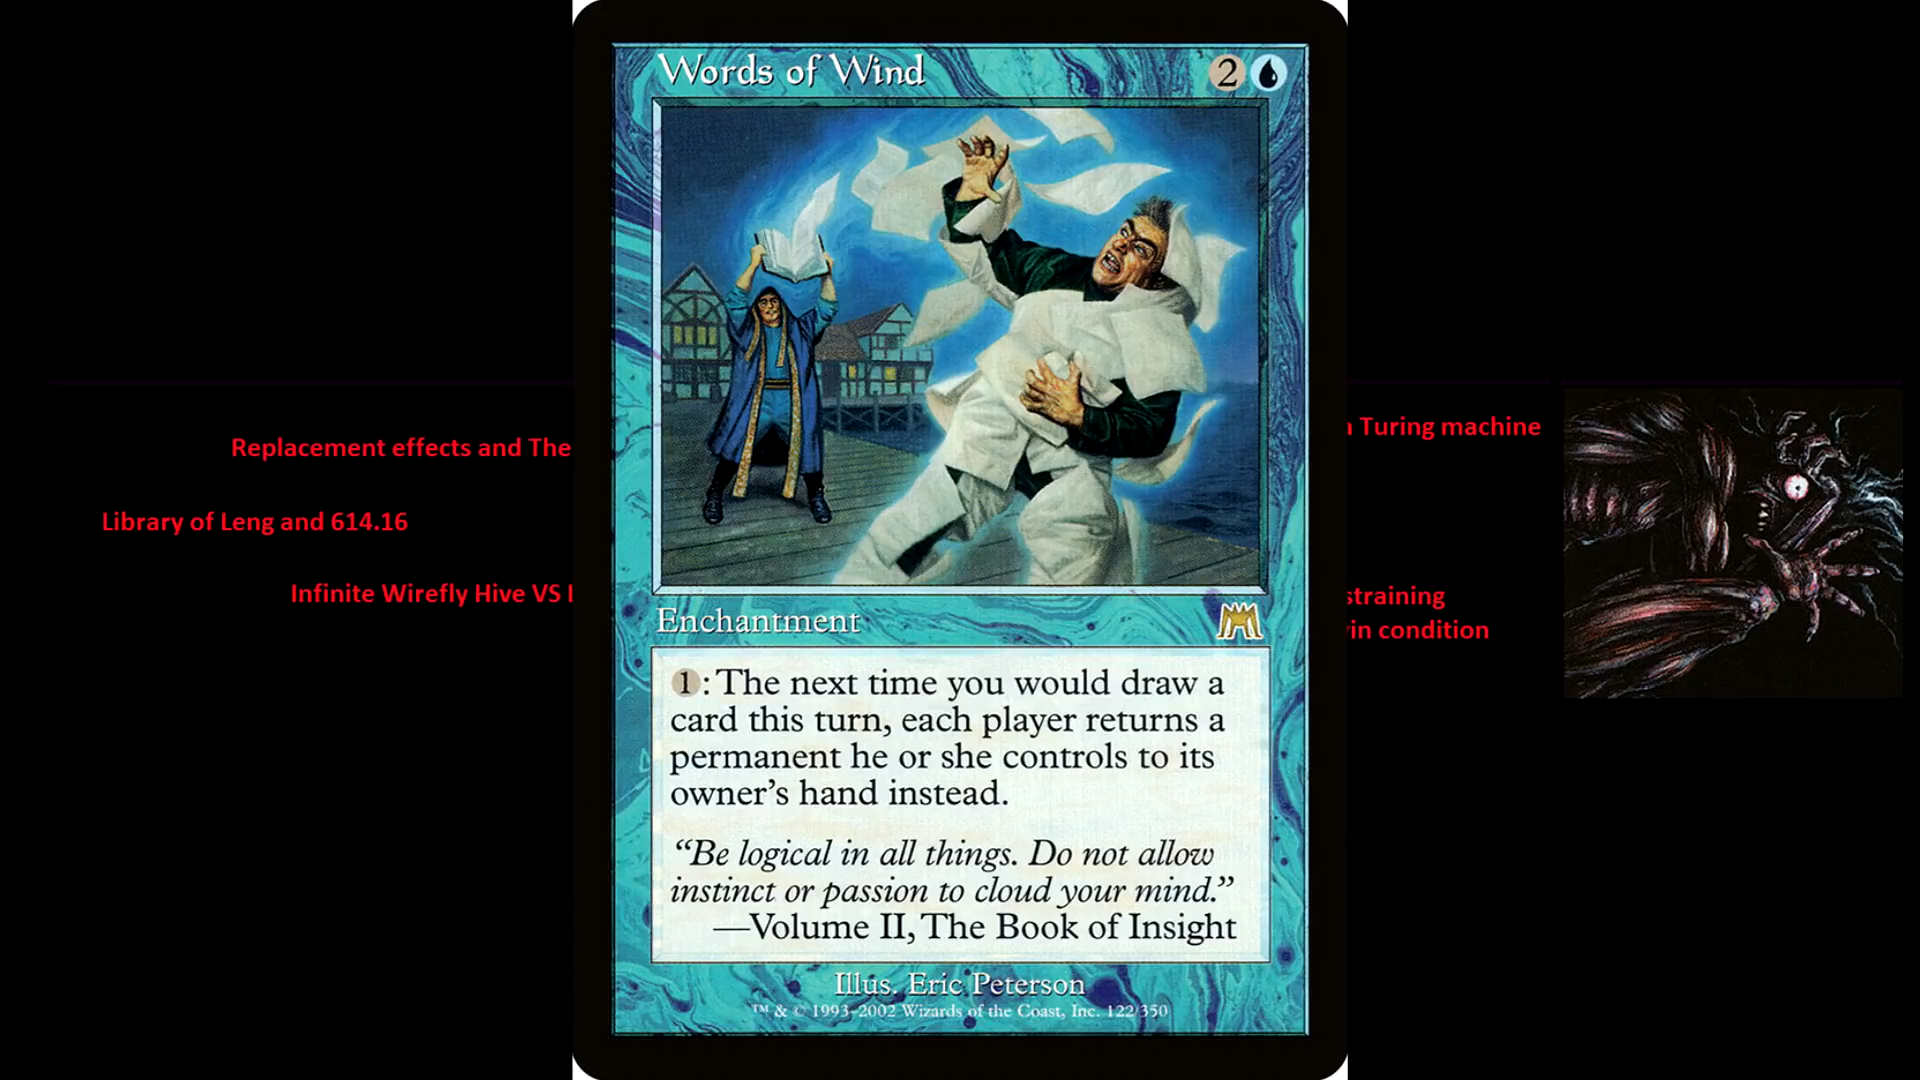 Words of Wind
2
Replacement effects and The
Turing machine
Library of Leng and 614.16
Infinite Wirefly Hive VS
straining
condition
Enchantment
1: The next time you would draw a
card this turn, each player returns a
permanent he or she controls to its
owner's hand instead.
“Be logical in all things. Do not allow
instinct or passion to cloud your mind.”
—Volume II, The Book of Insight
Illus. Eric Peterson
™ & © 1993–2002 Wizards of the Coast, Inc. 122/350